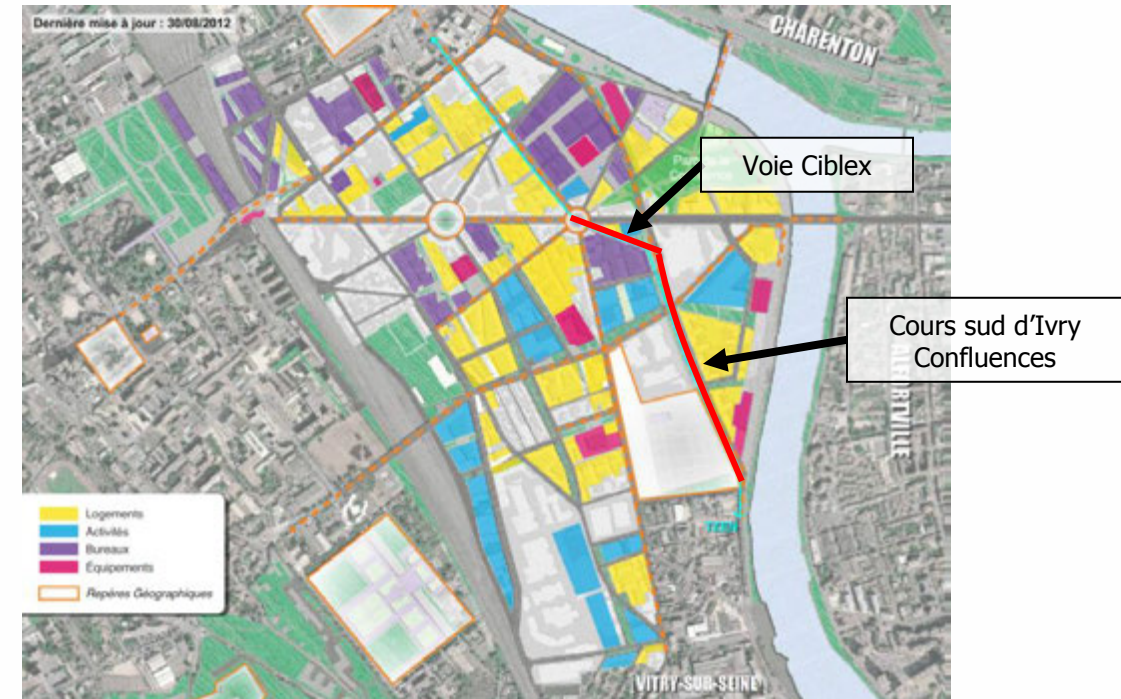 Dernière mise à jour : 30/08/2012
CHARENTON
Voie Ciblex
Cours sud d'Ivry
Confluences
ALFORTVILLE
Logements
Activités
Bureaux
Équipements
Repères Géographiques
VITRY-SUR-SEINE